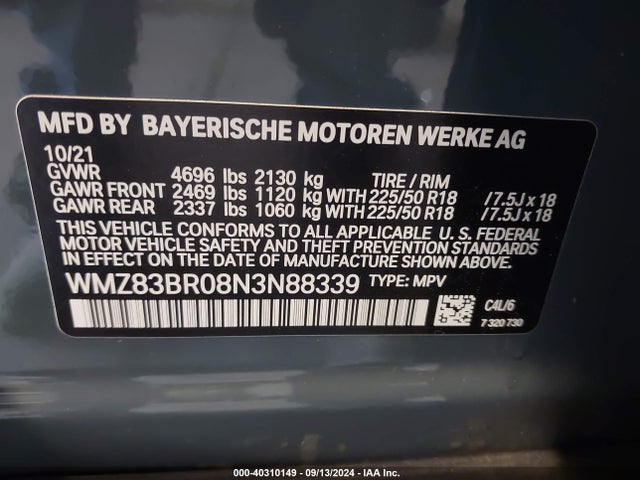 MFD BY BAYERISCHE MOTOREN WERKE AG
10/21
GVWR 4696 lbs 2130 kg TIRE / RIM
GAWR FRONT 2469 lbs 1120 kg WITH 225/50 R18 /7.5J x 18
GAWR REAR 2337 lbs 1060 kg WITH 225/50 R18 /7.5J x 18
THIS VEHICLE CONFORMS TO ALL APPLICABLE U. S. FEDERAL
MOTOR VEHICLE SAFETY AND THEFT PREVENTION STANDARDS
IN EFFECT ON THE DATE OF MANUFACTURE SHOWN ABOVE.
WMZ83BR08N3N88339 TYPE: MPV
C4L/6
7 320 730
000-40310149 - 09/13/2024 - IAA Inc.